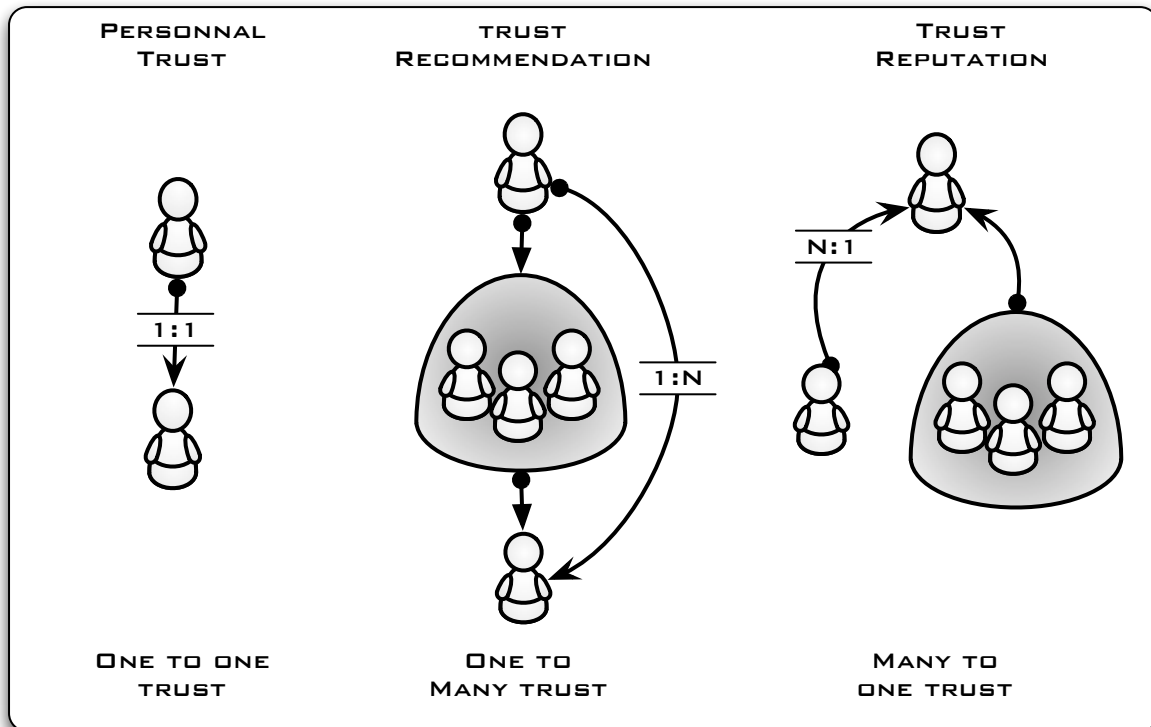 Personnal
Trust
trust
Recommendation
Trust
Reputation
1:1
1:N
N:1
One to one
trust
One to
Many trust
Many to
one trust